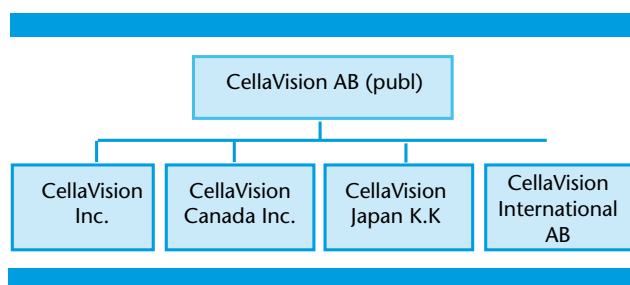 CellaVision AB (publ)
CellaVision
Inc.
CellaVision
Canada Inc.
CellaVision
Japan K.K
CellaVision
International
AB